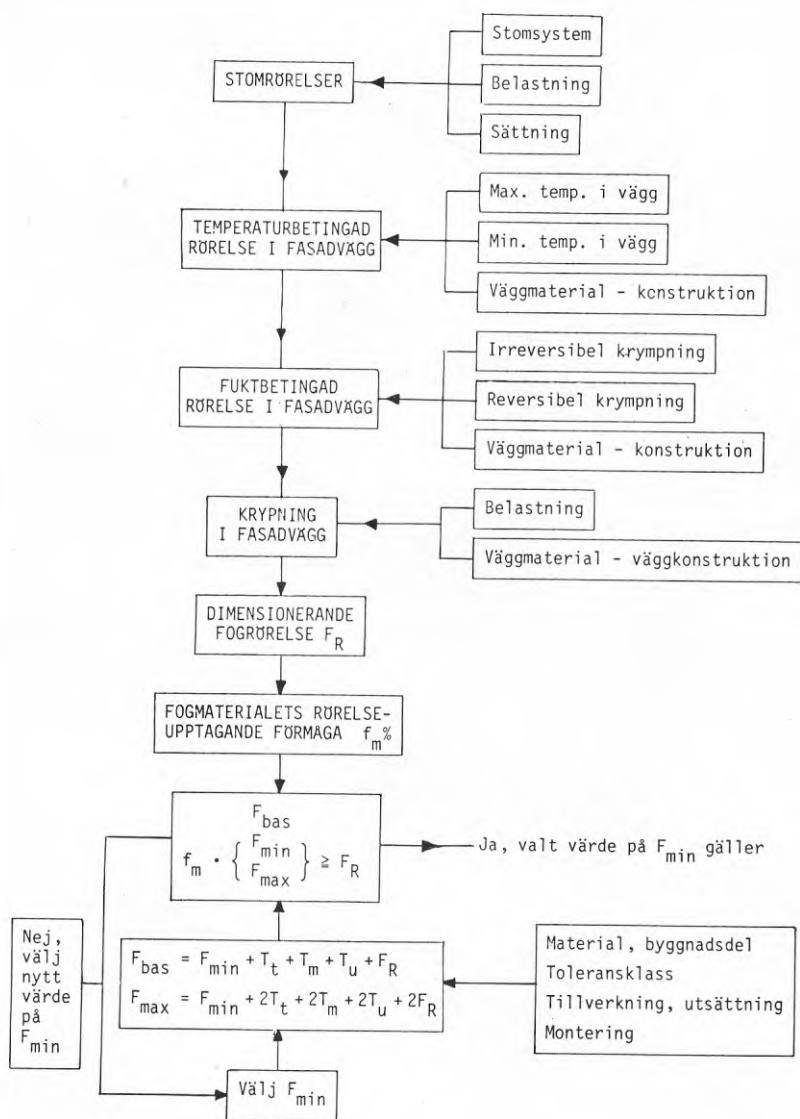 Stomsystem
STOMRÖRELSER
Belastning
Sättning
Max. temp. i vägg
TEMPERATURBETINGAD
RÖRELSE I FASADVÄGG
Min. temp. i vägg
Väggmaterial - konstruktion
Irreversibel krympning
FUKTBETINGAD
RÖRELSE I FASADVÄGG
Reversibel krympning
Väggmaterial - konstruktion
KRYPNING
I FASADVÄGG
Belastning
Väggmaterial - väggkonstruktion
DIMENSIONERANDE
FOGRÖRELSE F_R
FOGMATERIALETS RÖRELSE-
UPPTAGANDE FÖRMÅGA f_m%
F_bas
f_m · { F_min F_max } ≧ F_R
Ja, valt värde på F_min gäller
Nej,
välj
nytt
värde
på
F_min
F_bas = F_min + T_t + T_m + T_u + F_R
F_max = F_min + 2T_t + 2T_m + 2T_u + 2F_R
Material, byggnadsdel
Toleransklass
Tillverkning, utsättning
Montering
Välj F_min